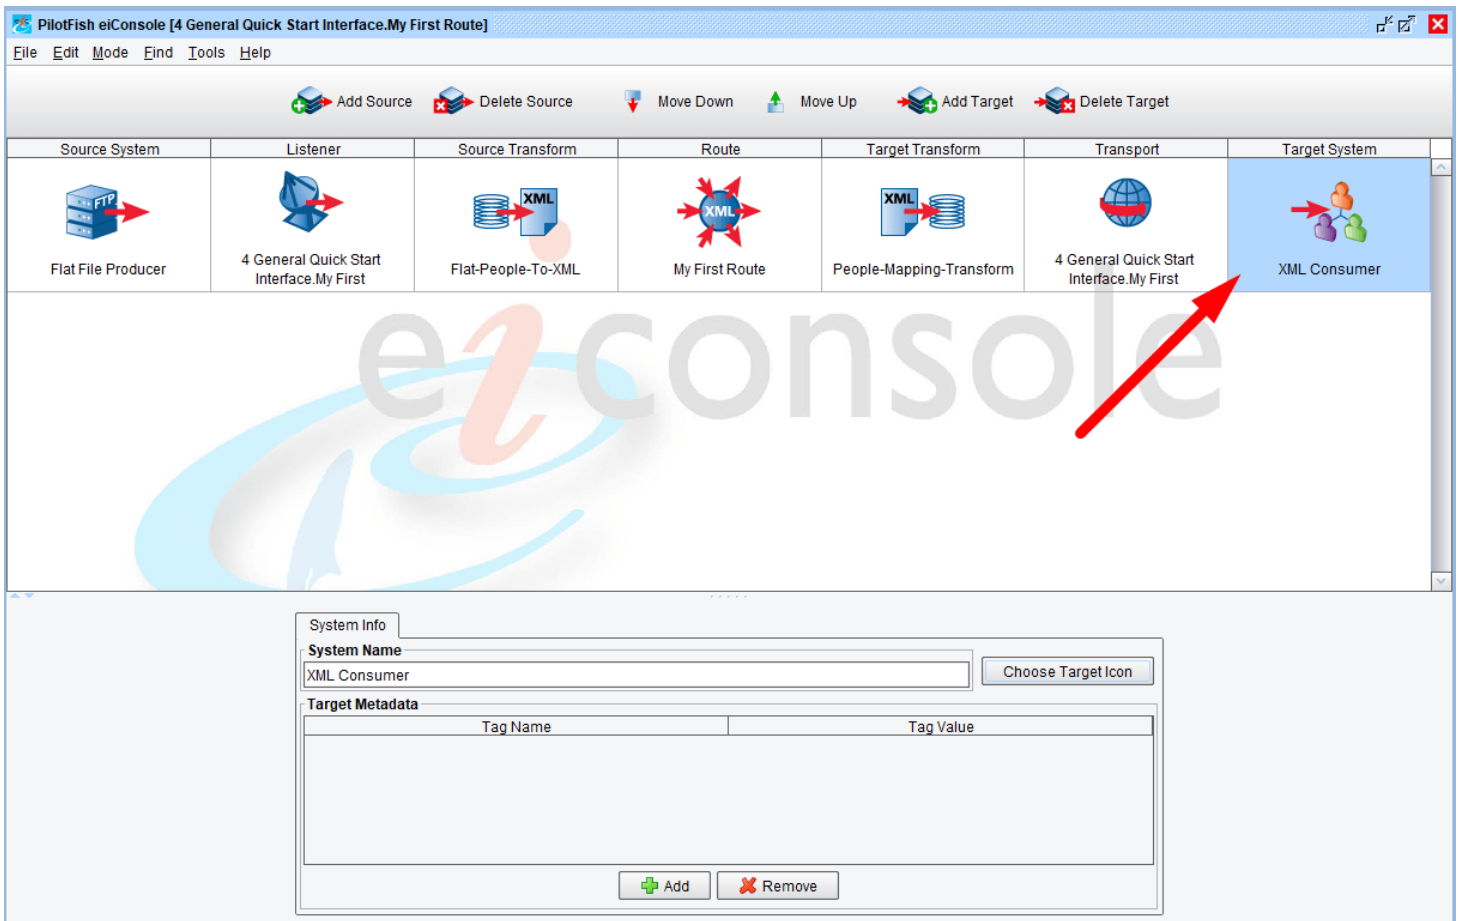 PilotFish eiConsole [4 General Quick Start Interface.My First Route]
File Edit Mode Find Tools Help
Add Source Delete Source Move Down Move Up Add Target Delete Target
Source System Listener Source Transform Route Target Transform Transport Target System
FTP XML XML XML
Flat File Producer
4 General Quick Start
Interface.My First
Flat-People-To-XML
My First Route
People-Mapping-Transform
4 General Quick Start
Interface.My First
XML Consumer
eiconsole
System Info
System Name
XML Consumer
Choose Target Icon
Target Metadata
Tag Name Tag Value
Add Remove